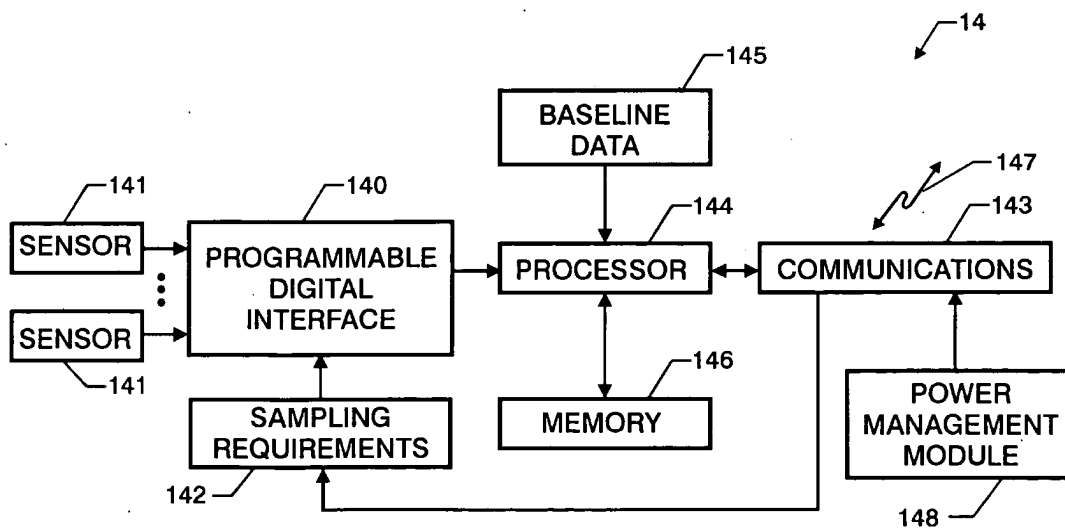 14
145
BASELINE
DATA
147
141
140
144
143
SENSOR
PROGRAMMABLE
DIGITAL
INTERFACE
PROCESSOR
COMMUNICATIONS
SENSOR
141
146
SAMPLING
REQUIREMENTS
MEMORY
POWER
MANAGEMENT
MODULE
142
148